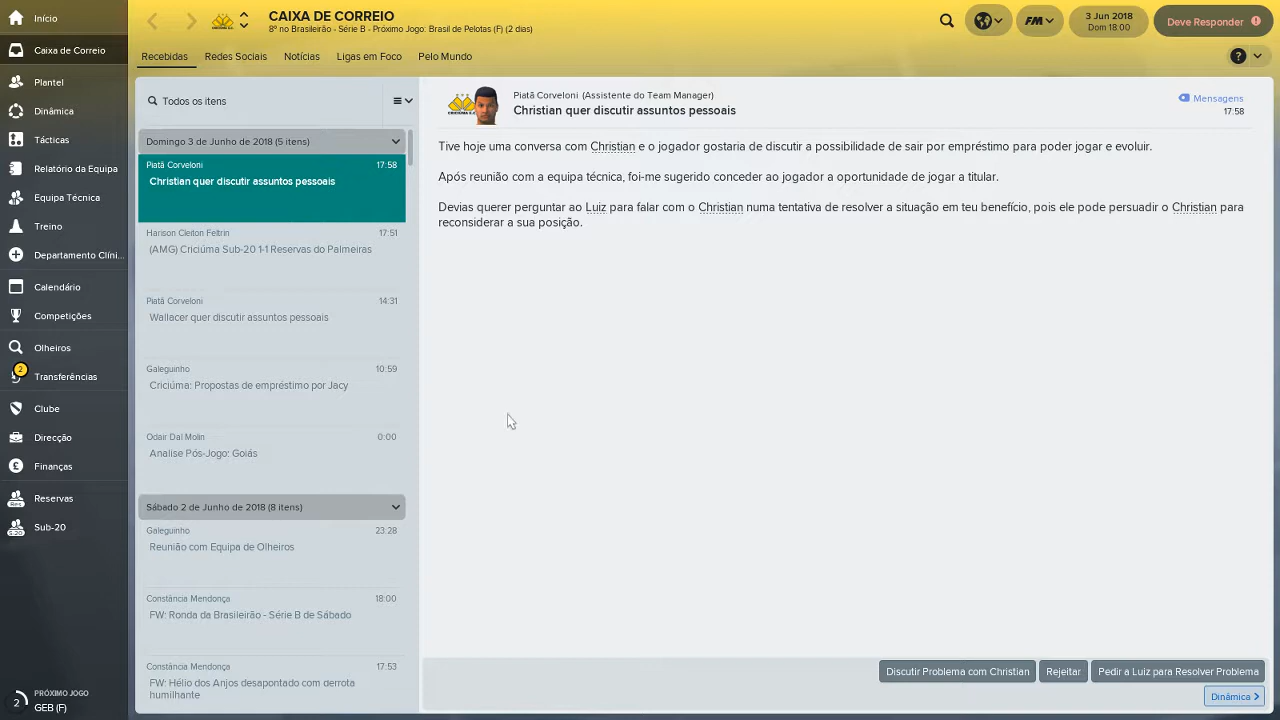 Início
Caixa de Correio
Plantel
Dinâmica
Tácticas
Relatório da Equipa
Equipa Técnica
Treino
Departamento Clíni...
Calendário
Competições
Olheiros
2
Transferências
Clube
Direcção
Finanças
Reservas
Sub-20
PRÓXIMO JOGO
GEB (F)
CAIXA DE CORREIO
8º no Brasileirão - Série B - Próximo Jogo: Brasil de Pelotas (F) (2 dias)
FM
3 Jun 2018
Dom 18:00
Deve Responder
Recebidas
Redes Sociais
Notícias
Ligas em Foco
Pelo Mundo
?
Todos os itens
Domingo 3 de Junho de 2018 (5 itens)
Piatã Corveloni 17:58
Christian quer discutir assuntos pessoais
Harison Cleiton Feltrin 17:51
(AMG) Criciúma Sub-20 1-1 Reservas do Palmeiras
Piatã Corveloni 14:31
Wallacer quer discutir assuntos pessoais
Galeguinho 10:59
Criciúma: Propostas de empréstimo por Jacy
Odair Dal Molin 0:00
Analise Pós-Jogo: Goiás
Sábado 2 de Junho de 2018 (8 itens)
Galeguinho 23:28
Reunião com Equipa de Olheiros
Constância Mendonça 18:00
FW: Ronda da Brasileirão - Série B de Sábado
Constância Mendonça 17:53
FW: Hélio dos Anjos desapontado com derrota
humilhante
Piatã Corveloni (Assistente do Team Manager)
Christian quer discutir assuntos pessoais
Mensagens
17:58
Tive hoje uma conversa com Christian e o jogador gostaria de discutir a possibilidade de sair por empréstimo para poder jogar e evoluir.
Após reunião com a equipa técnica, foi-me sugerido conceder ao jogador a oportunidade de jogar a titular.
Devias querer perguntar ao Luiz para falar com o Christian numa tentativa de resolver a situação em teu benefício, pois ele pode persuadir o Christian para
reconsiderar a sua posição.
Discutir Problema com Christian
Rejeitar
Pedir a Luiz para Resolver Problema
Dinâmica